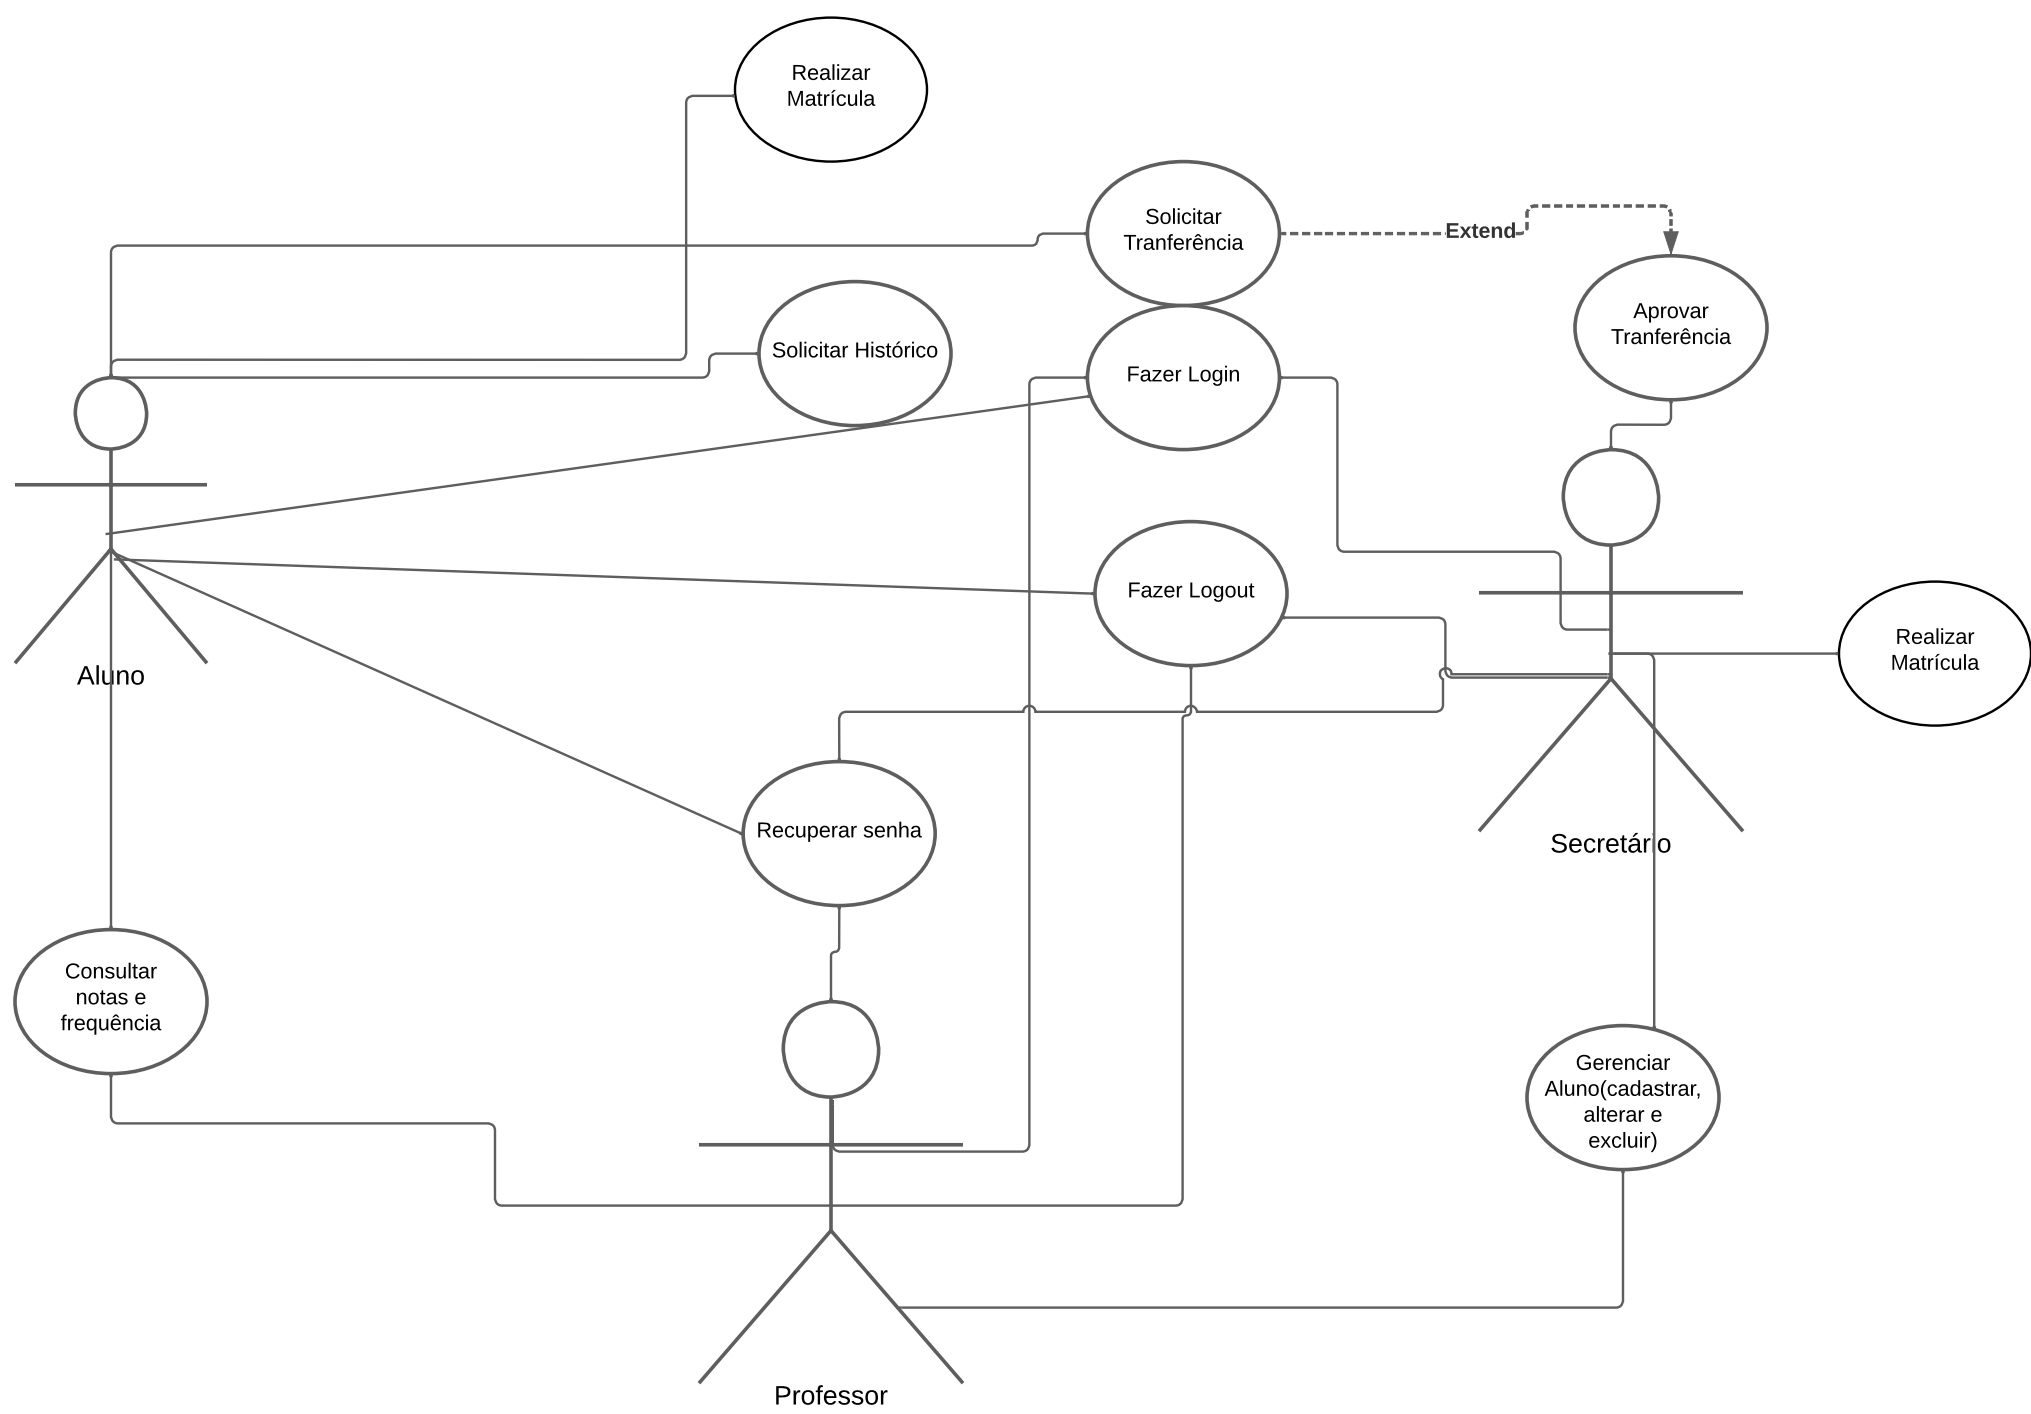 Realizar
Matrícula
Solicitar
Tranferência
Extend
Aprovar
Tranferência
Solicitar Histórico
Fazer Login
Fazer Logout
Realizar
Matrícula
Aluno
Recuperar senha
Secretário
Consultar
notas e
frequência
Gerenciar
Aluno(cadastrar,
alterar e
excluir)
Professor